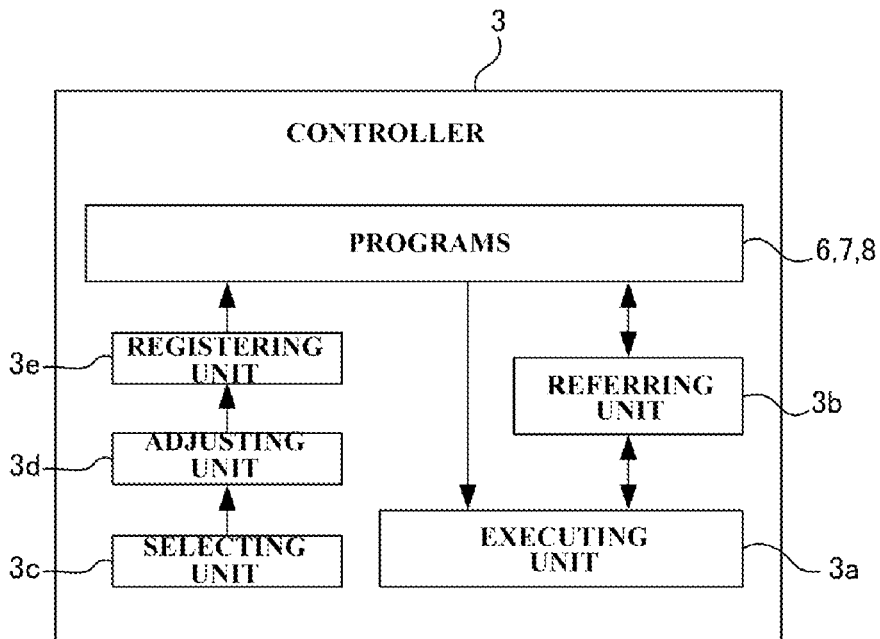 3
CONTROLLER
PROGRAMS
6,7,8
REGISTERING
UNIT
3e
REFERRING
UNIT
3b
ADJUSTING
UNIT
3d
SELECTING
UNIT
3c
EXECUTING
UNIT
3a